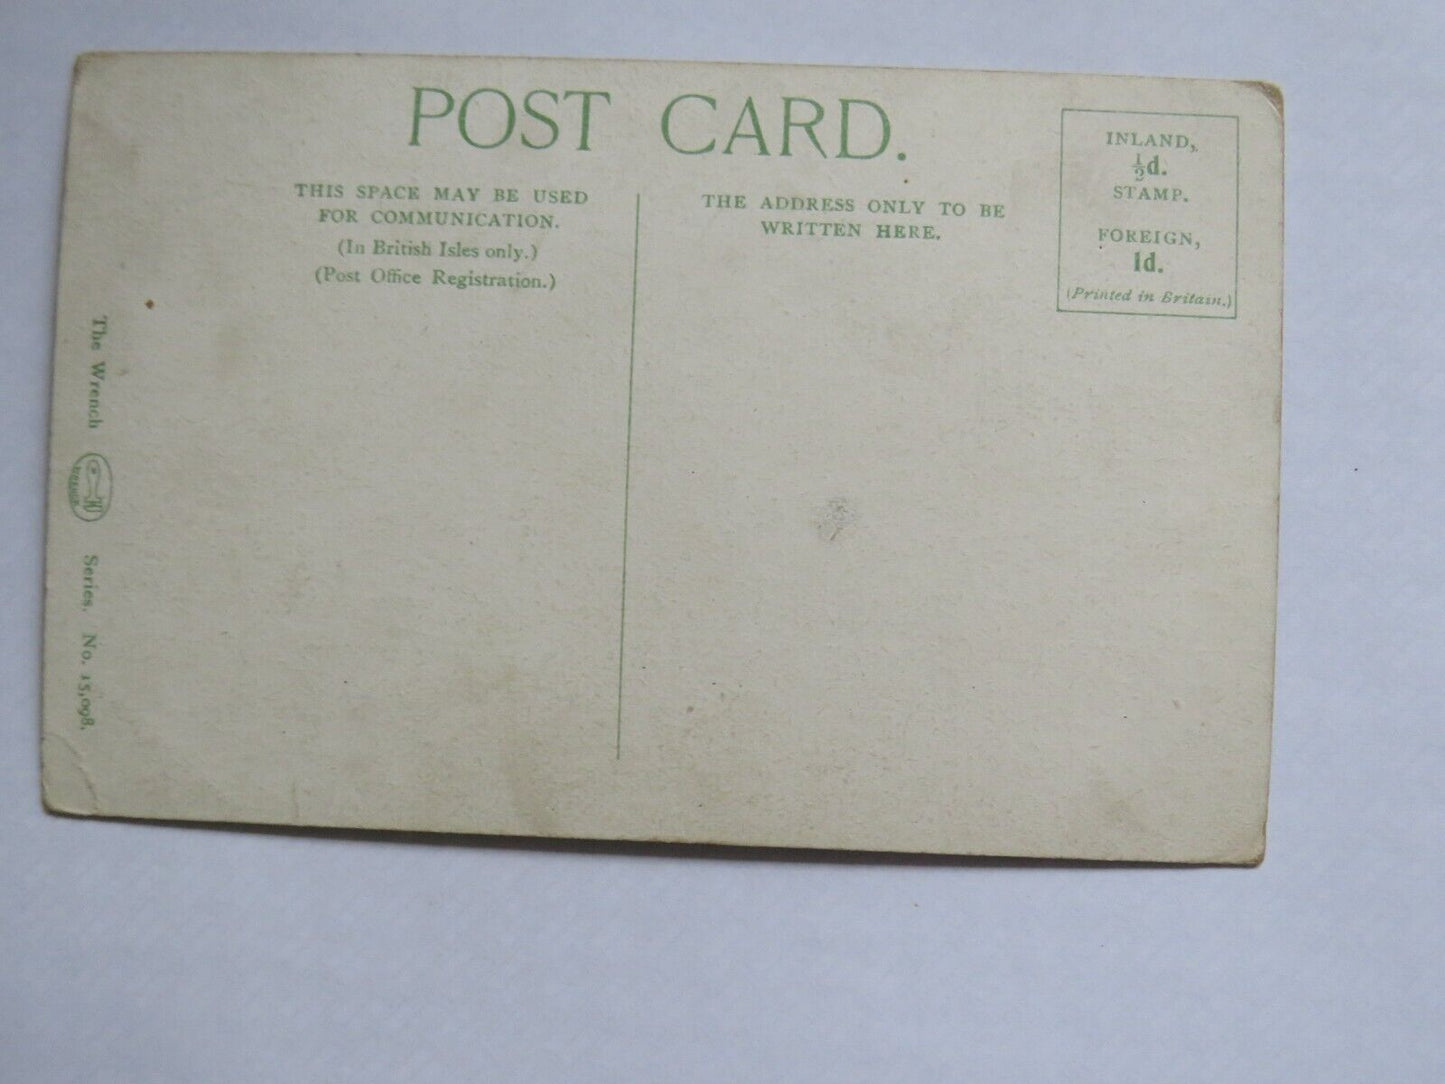 POST CARD.
THIS SPACE MAY BE USED
FOR COMMUNICATION.
(In British Isles only.)
(Post Office Registration.)
THE ADDRESS ONLY TO BE
WRITTEN HERE.
INLAND,
½d.
STAMP.
FOREIGN,
1d.
(Printed in Britain.)
The Wrench
Series, No. 15,098.